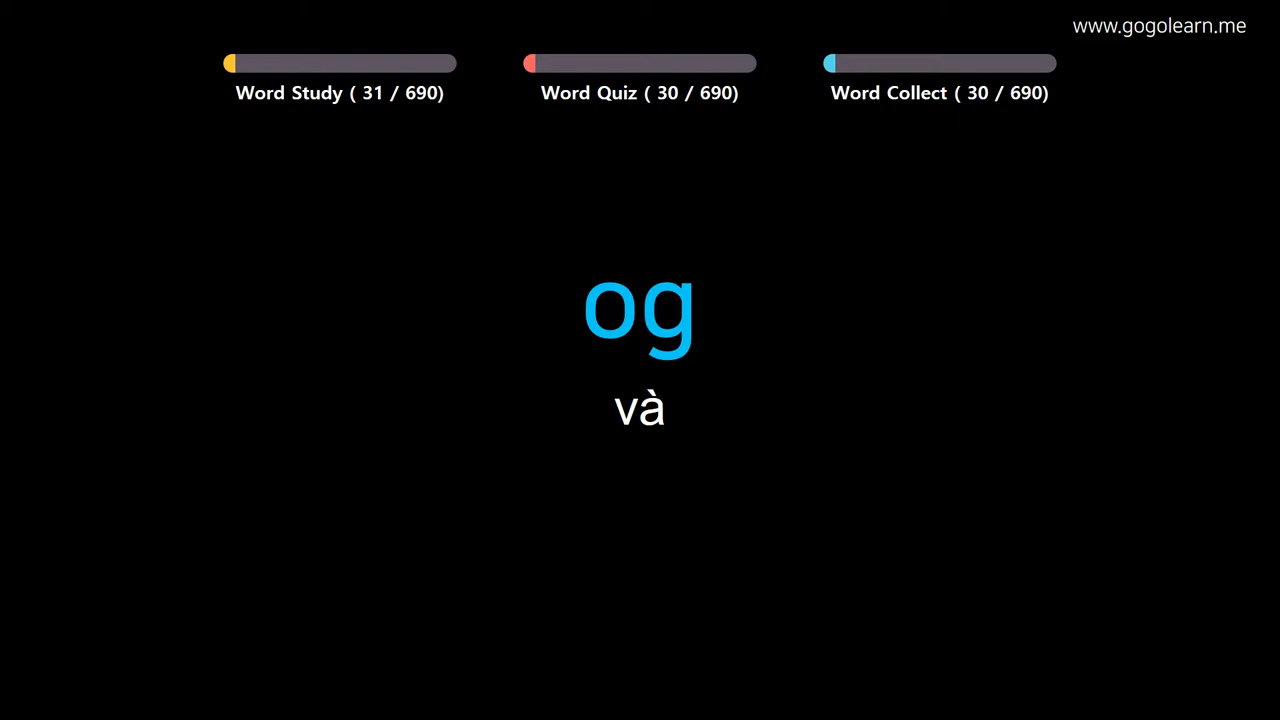 www.gogolearn.me
Word Study ( 31 / 690)
Word Quiz ( 30 / 690)
Word Collect ( 30 / 690)
og
và